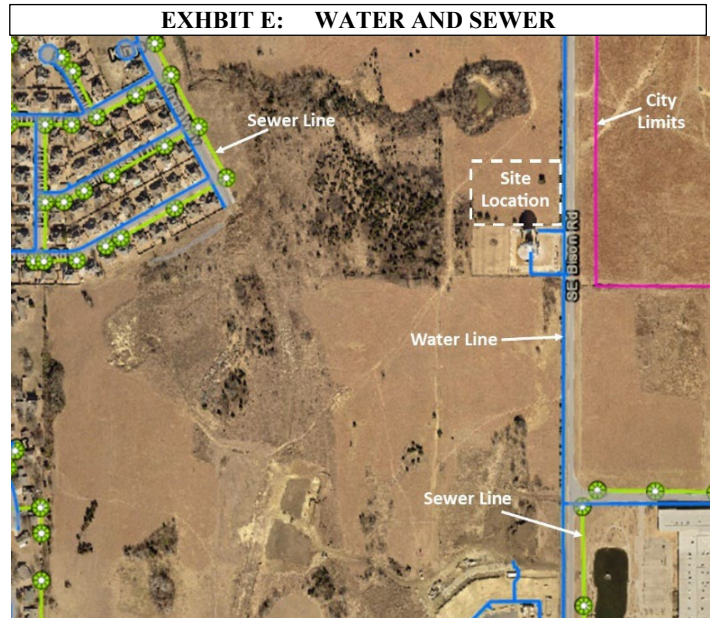 EXHBIT E: WATER AND SEWER
Sewer Line
City
Limits
Site
Location
SE Bison Rd
Water Line
Sewer Line